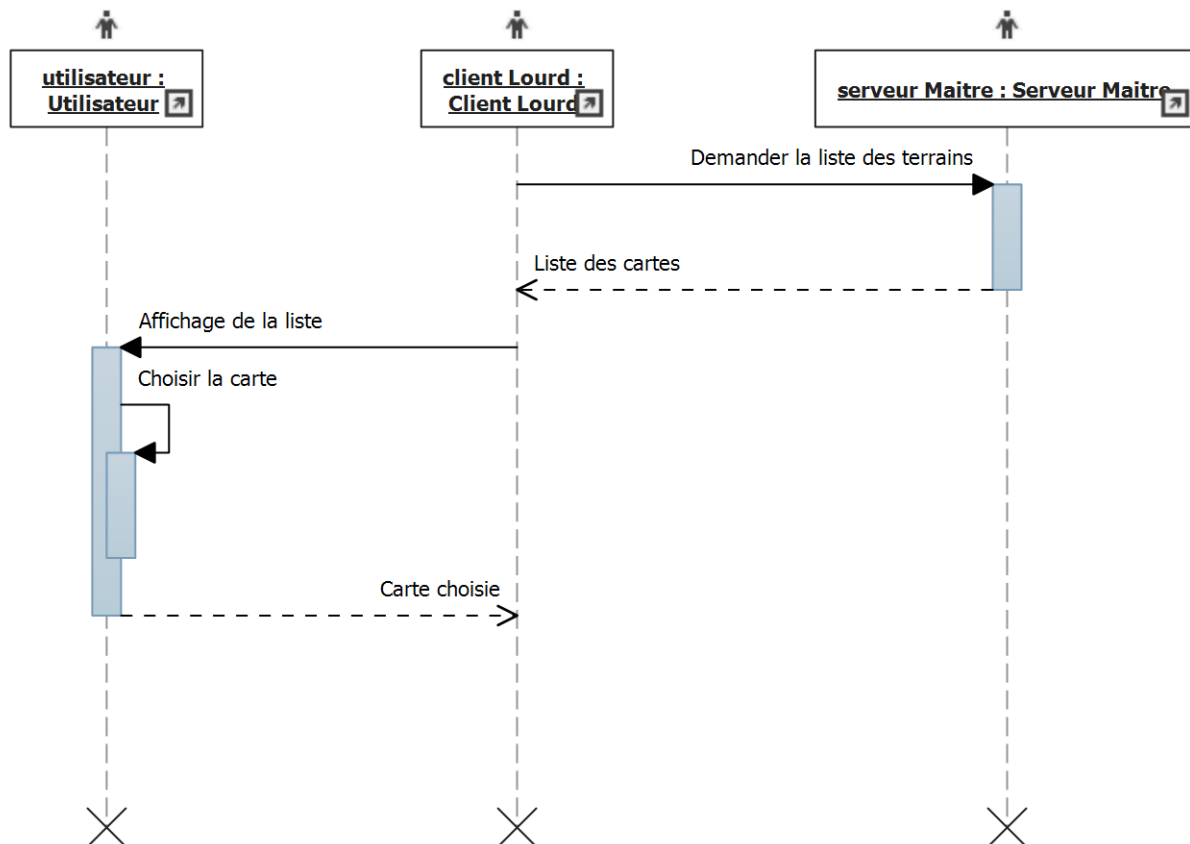 utilisateur :
Utilisateur
client Lourd :
Client Lourd
serveur Maitre : Serveur Maitre
Demander la liste des terrains
Liste des cartes
Affichage de la liste
Choisir la carte
Carte choisie